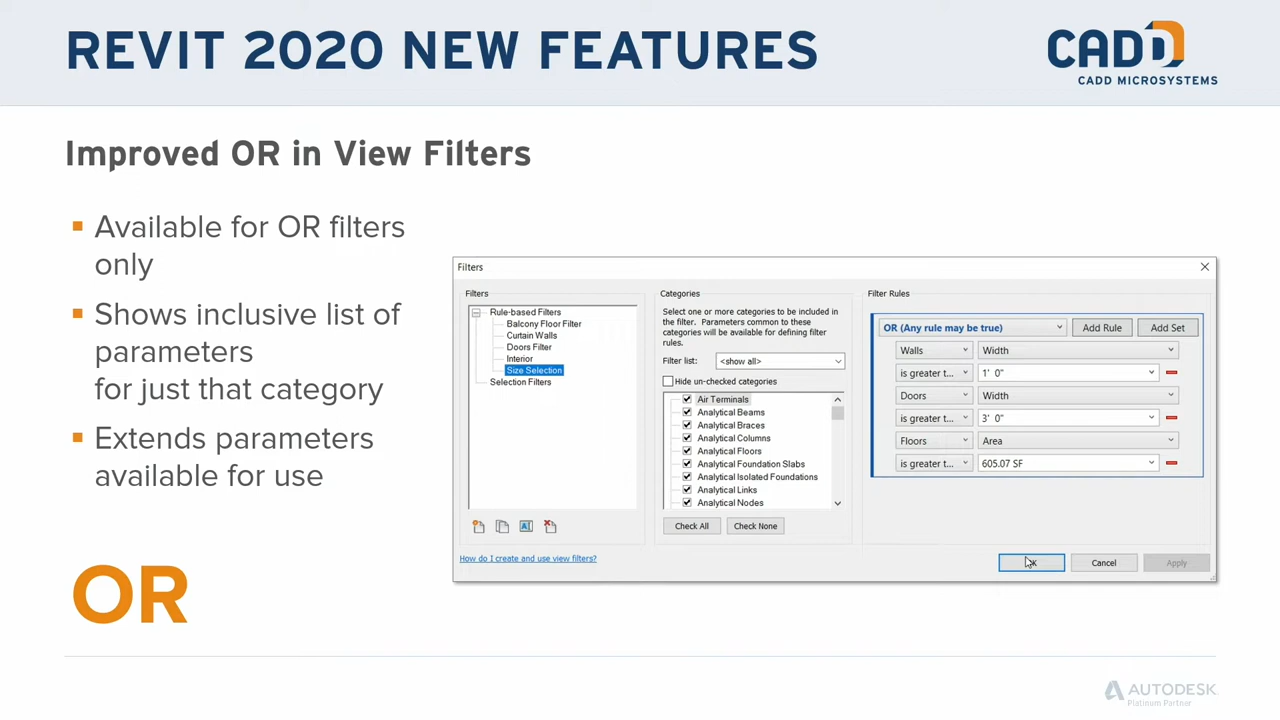 REVIT 2020 NEW FEATURES
CADD
CADD MICROSYSTEMS
Improved OR in View Filters
Available for OR filters
only
Shows inclusive list of
parameters
for just that category
Extends parameters
available for use
OR
Filters
Filters
Rule-based Filters
Balcony Floor Filter
Curtain Walls
Doors Filter
Interior
Size Selection
Selection Filters
How do I create and use view filters?
Categories
Select one or more categories to be included
in the filter. Parameters common to these
categories will be available for defining filter
rules.
Filter list: <show all>
Hide un-checked categories
Air Terminals
Analytical Beams
Analytical Braces
Analytical Columns
Analytical Floors
Analytical Foundation Slabs
Analytical Isolated Foundations
Analytical Links
Analytical Nodes
Check All Check None
Filter Rules
OR (Any rule may be true) Add Rule Add Set
Walls Width
is greater t... 1' 0"
Doors Width
is greater t... 3' 0"
Floors Area
is greater t... 605.07 SF
Cancel Apply
AUTODESK
Platinum Partner